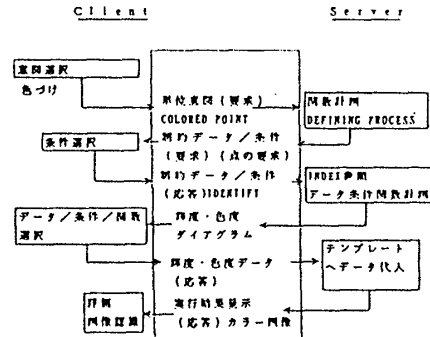 Client
Server
意図選択
色づけ
単位意図(要求)
COLORED POINT
関数計画
DEFINING PROCESS
条件選択
制約データ/条件
(要求)(点の要求)
制約データ/条件
(応答)IDENTIFY
INDEX参照
データ条件関数計画
データ/条件/関数
選択
輝度・色度
ダイアグラム
テンプレート
へデータ代入
輝度・色度データ
(応答)
評価
画像認識
実行結果表示
(応答)カラー画像